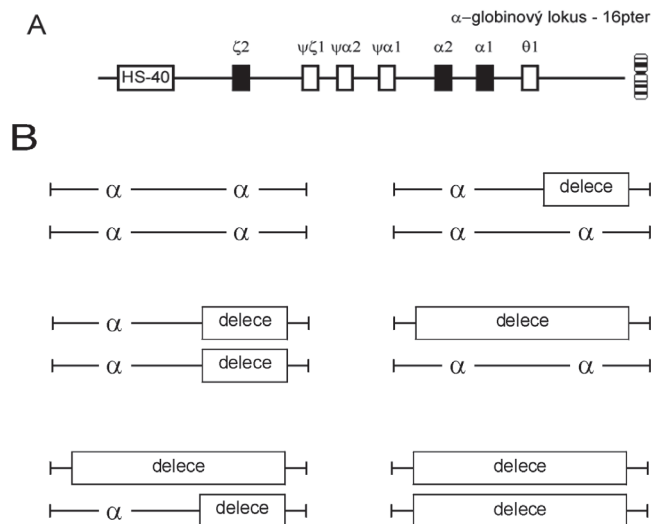 A
α–globinový lokus - 16pter
HS-40 ζ2 ψζ1 ψα2 ψα1 α2 α1 θ1
B
α α
α α
α delece
α α
α delece
α delece
delece
α α
delece
α delece
delece
delece